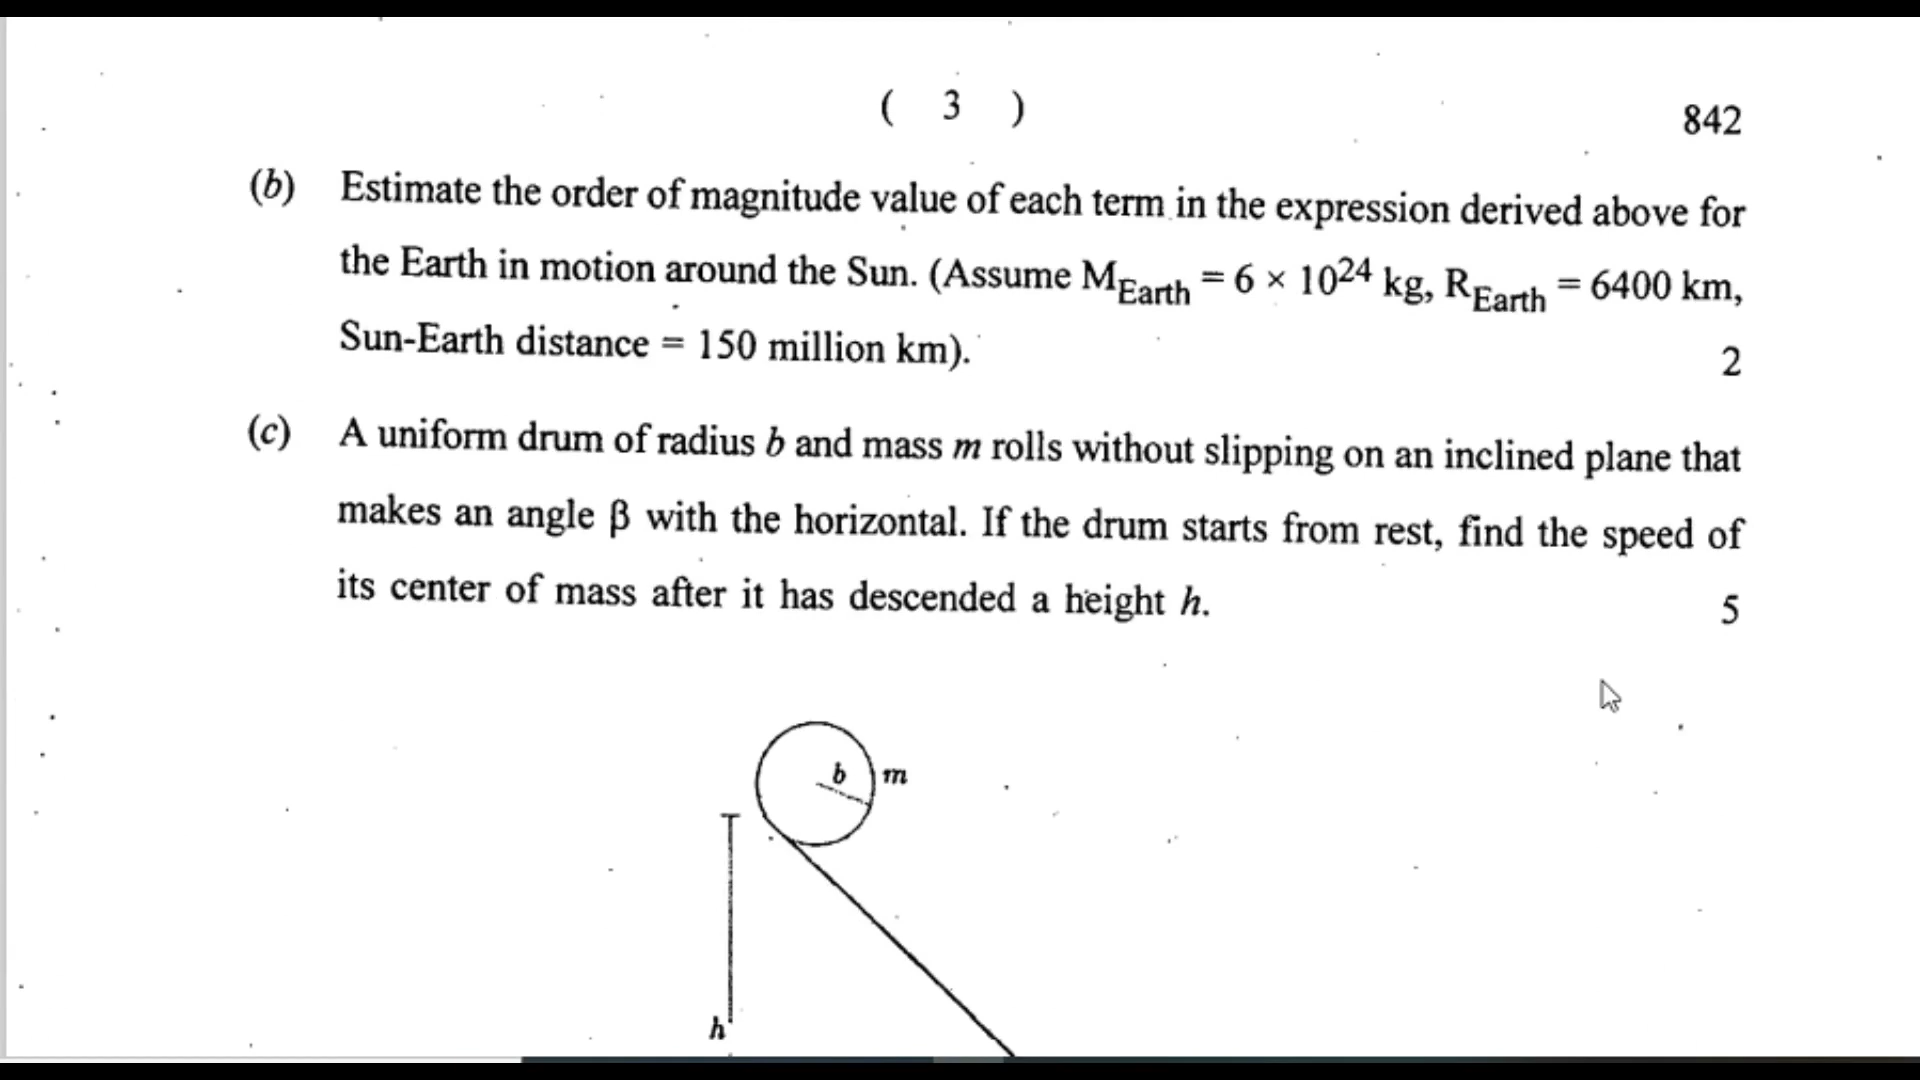 ( 3 )
842
(b) Estimate the order of magnitude value of each term in the expression derived above for
the Earth in motion around the Sun. (Assume M_Earth = 6 × 10^24 kg, R_Earth = 6400 km,
Sun-Earth distance = 150 million km).
2
(c) A uniform drum of radius b and mass m rolls without slipping on an inclined plane that
makes an angle β with the horizontal. If the drum starts from rest, find the speed of
its center of mass after it has descended a height h.
5
b m
h